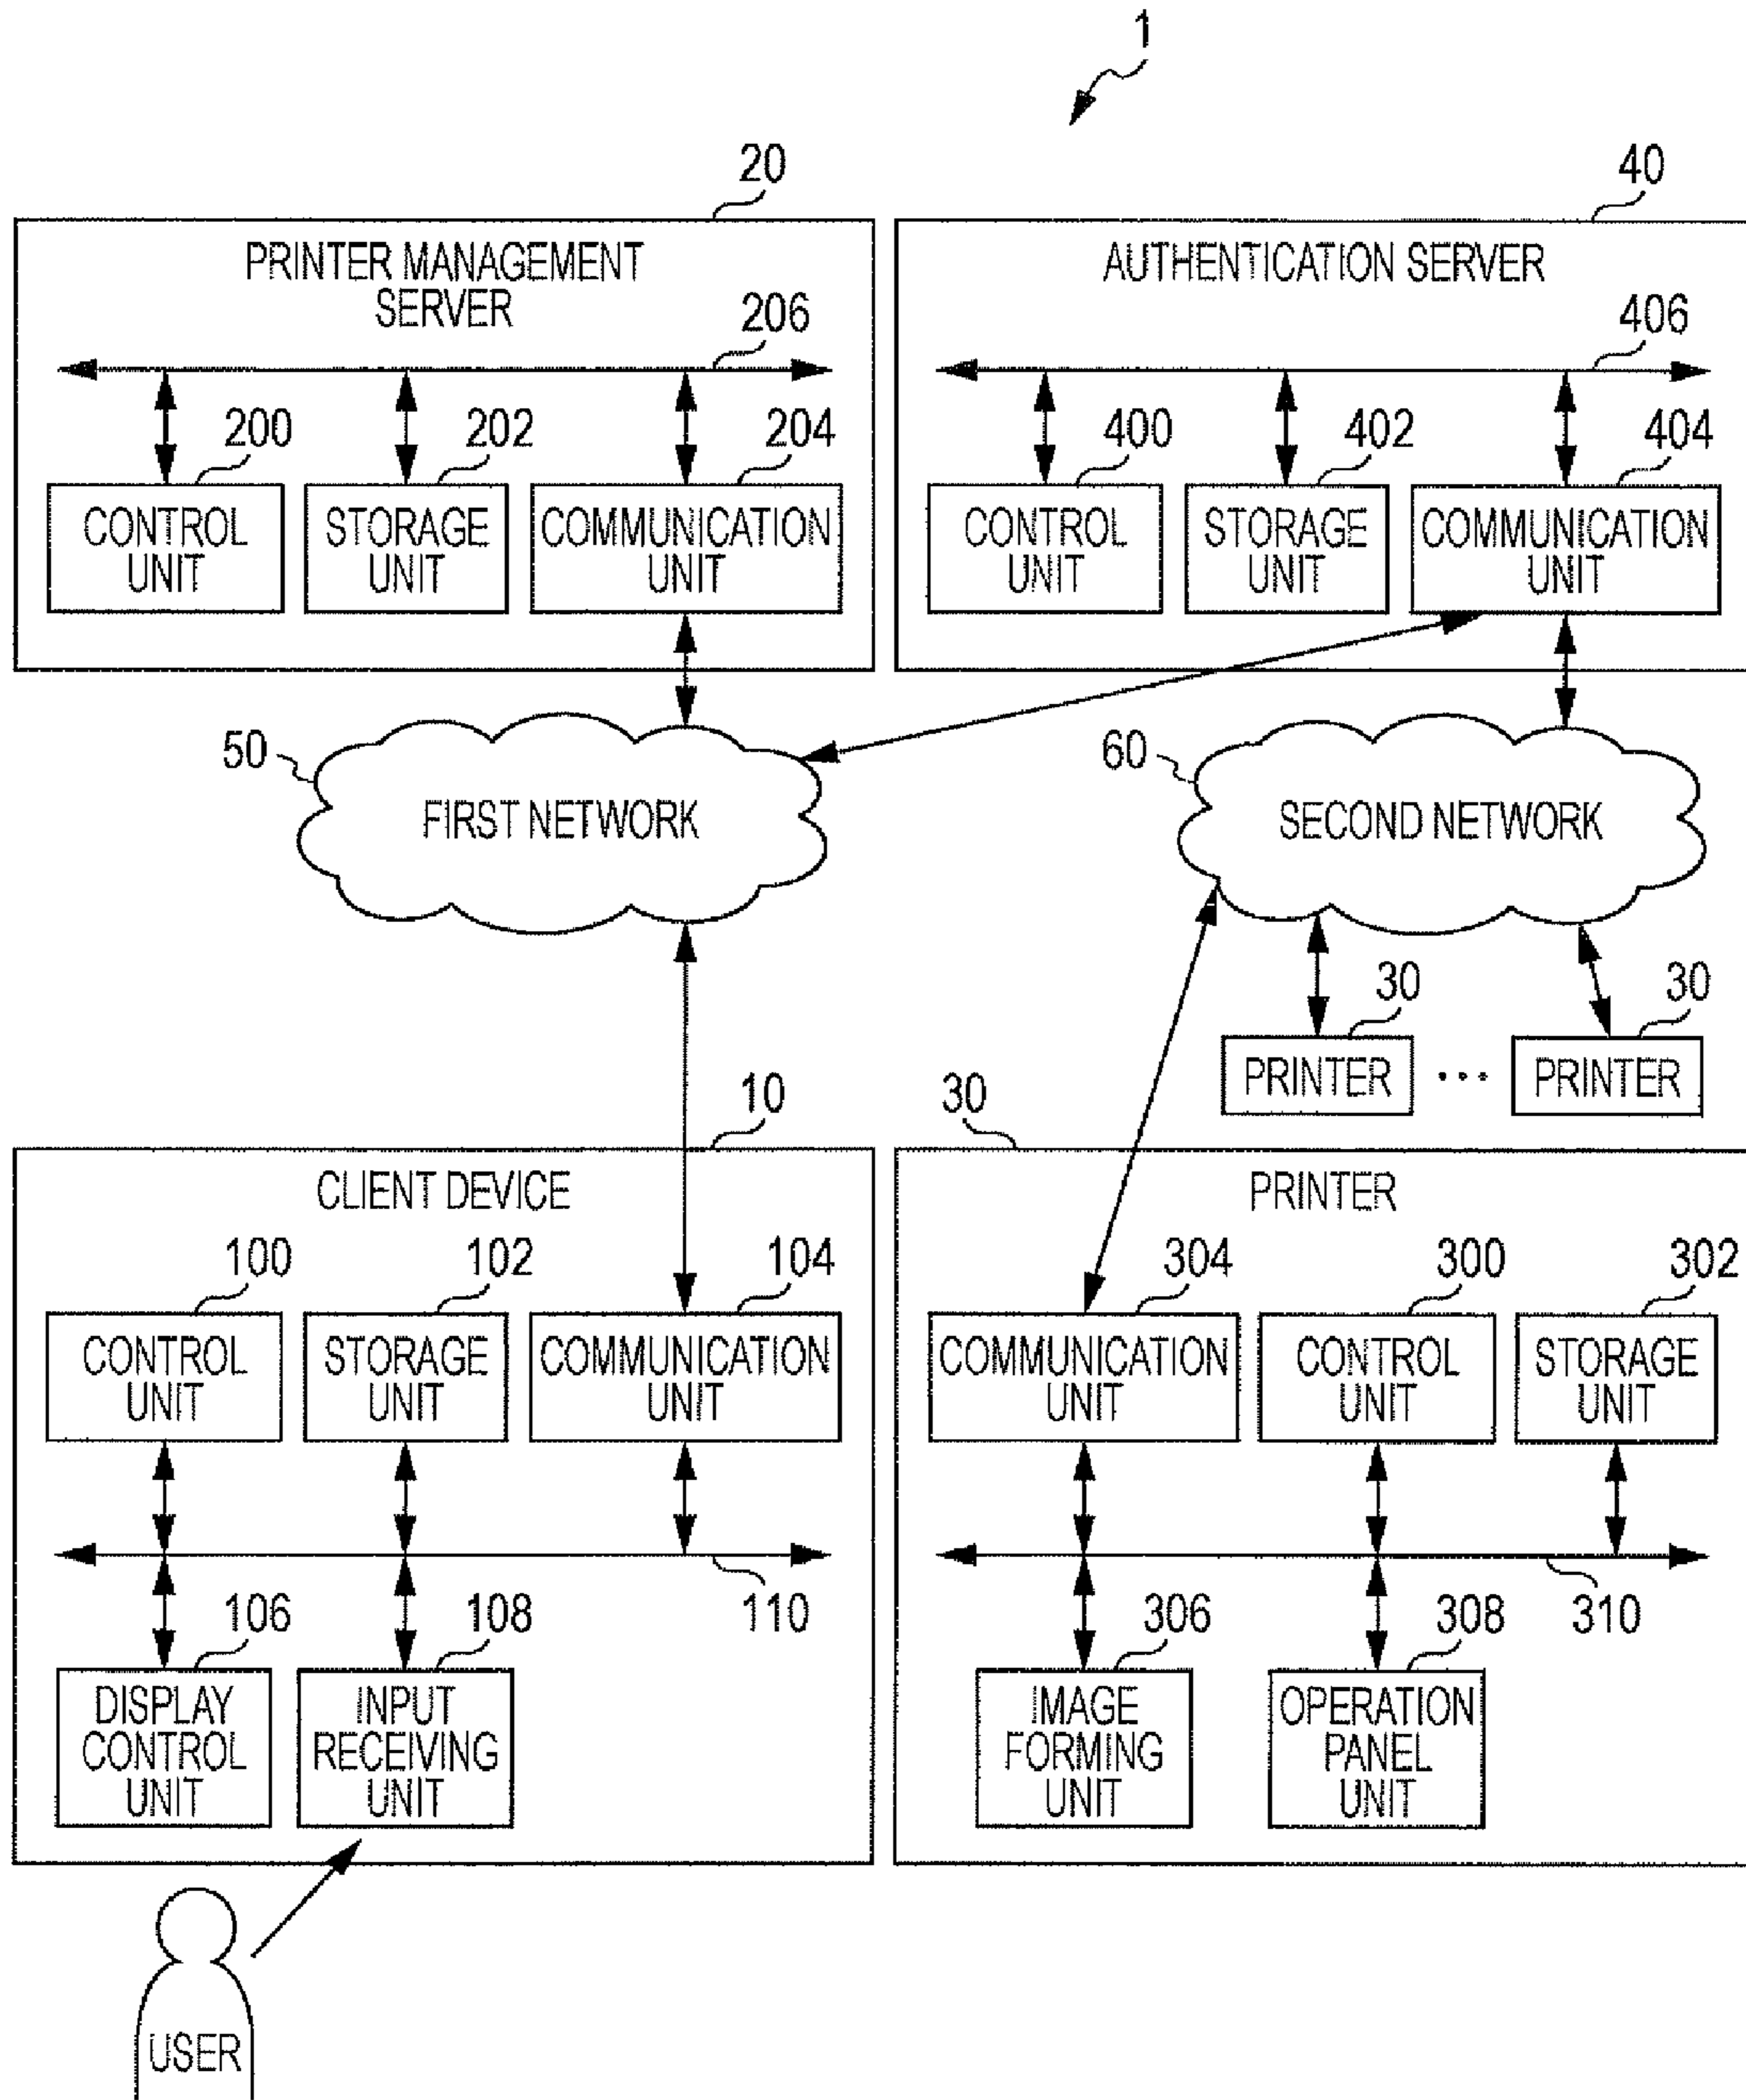 1
20
40
PRINTER MANAGEMENT
SERVER
AUTHENTICATION SERVER
206
406
200
202
204
400
402
404
CONTROL
UNIT
STORAGE
UNIT
COMMUNICATION
UNIT
CONTROL
UNIT
STORAGE
UNIT
COMMUNICATION
UNIT
50
60
FIRST NETWORK
SECOND NETWORK
30
30
PRINTER
...
PRINTER
10
30
CLIENT DEVICE
PRINTER
100
102
104
304
300
302
CONTROL
UNIT
STORAGE
UNIT
COMMUNICATION
UNIT
COMMUNICATION
UNIT
CONTROL
UNIT
STORAGE
UNIT
110
310
106
108
306
308
DISPLAY
CONTROL
UNIT
INPUT
RECEIVING
UNIT
IMAGE
FORMING
UNIT
OPERATION
PANEL
UNIT
USER